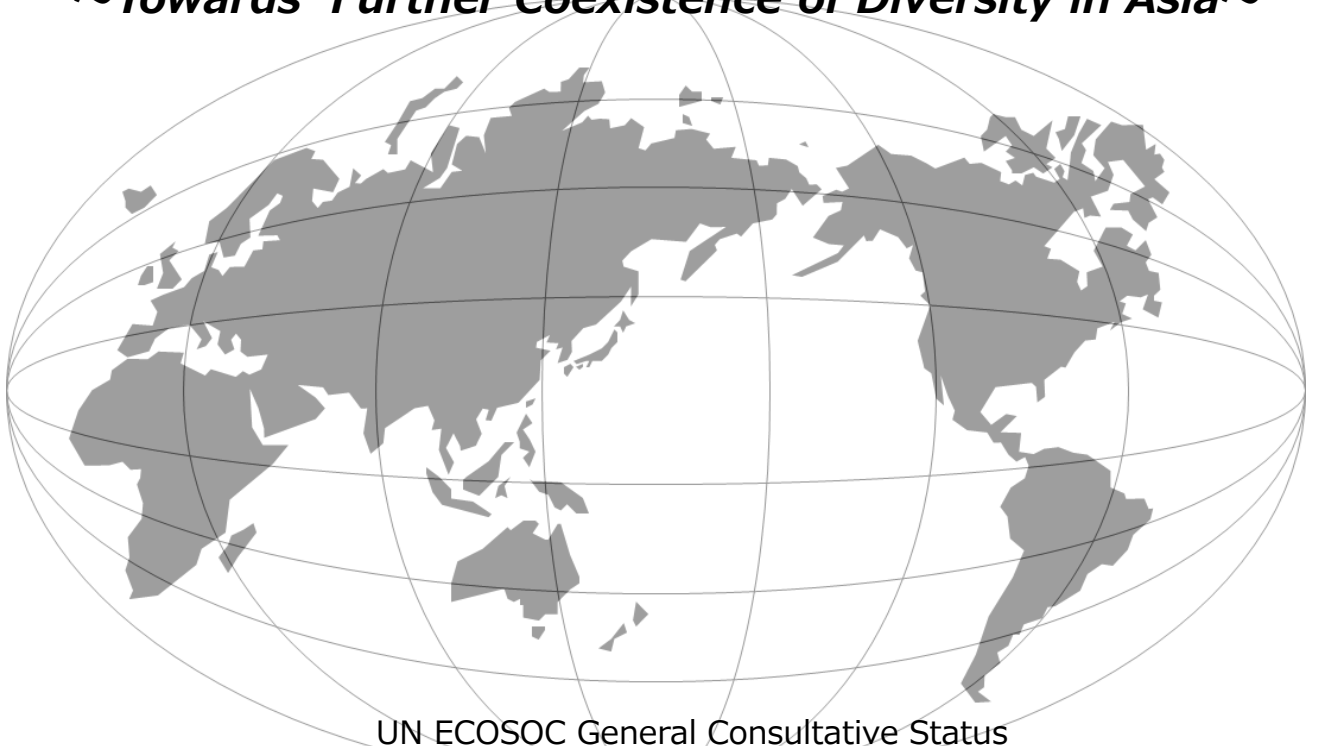 ～Towards Further Coexistence of Diversity in Asia～
UN ECOSOC General Consultative Status